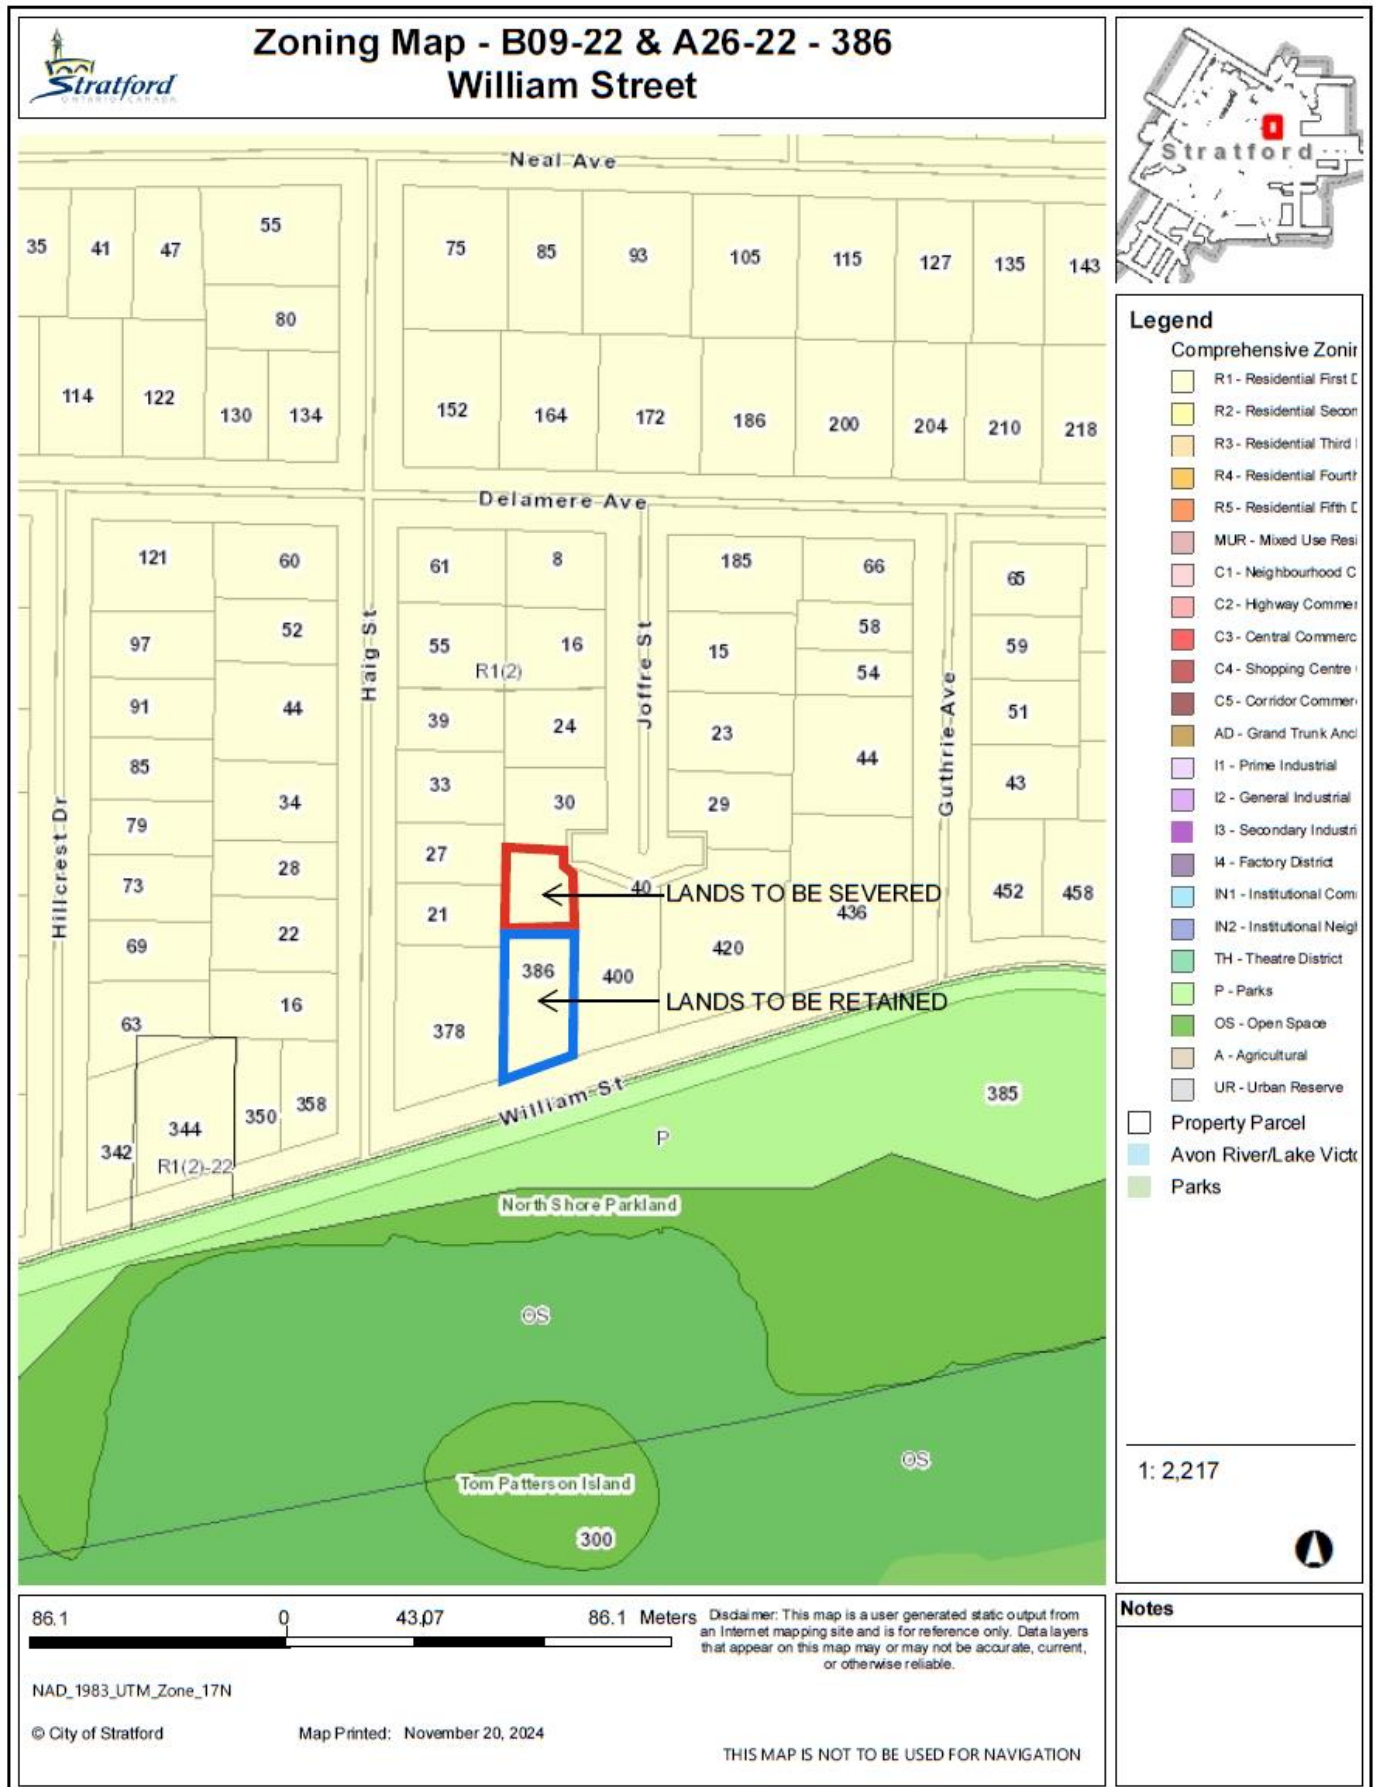 Stratford
ONTARIO CANADA
Zoning Map - B09-22 & A26-22 - 386
William Street
Stratford
Neal Ave
55
35 41 47
75 85 93 105 115 127 135 143
80
114 122 130 134
152 164 172 186 200 204 210 218
Delamere Ave
121 60 61 8 185 66 65
97 52 55 16 15 58 59
R1(2)
54
Haig St
Joffre St
Guthrie Ave
91 44 39 24 23 44 51
85 34 33 30 29 43
79
Hillcrest Dr
73 28 27
40
LANDS TO BE SEVERED
452 458
436
21
69 22
420
386 400
LANDS TO BE RETAINED
63 16 378
William St
342 344 350 358
R1(2)-22
385
P
North Shore Parkland
OS
OS
Tom Patterson Island
300
Legend
Comprehensive Zonin
R1 - Residential First D
R2 - Residential Secon
R3 - Residential Third
R4 - Residential Fourth
R5 - Residential Fifth D
MUR - Mixed Use Resi
C1 - Neighbourhood C
C2 - Highway Commer
C3 - Central Commerc
C4 - Shopping Centre
C5 - Corridor Commer
AD - Grand Trunk Anc
I1 - Prime Industrial
I2 - General Industrial
I3 - Secondary Industri
I4 - Factory District
IN1 - Institutional Com
IN2 - Institutional Neigh
TH - Theatre District
P - Parks
OS - Open Space
A - Agricultural
UR - Urban Reserve
Property Parcel
Avon River/Lake Victo
Parks
1: 2,217
86.1 0 43.07 86.1 Meters
Disclaimer: This map is a user generated static output from
an Internet mapping site and is for reference only. Data layers
that appear on this map may or may not be accurate, current,
or otherwise reliable.
NAD_1983_UTM_Zone_17N
© City of Stratford
Map Printed: November 20, 2024
THIS MAP IS NOT TO BE USED FOR NAVIGATION
Notes